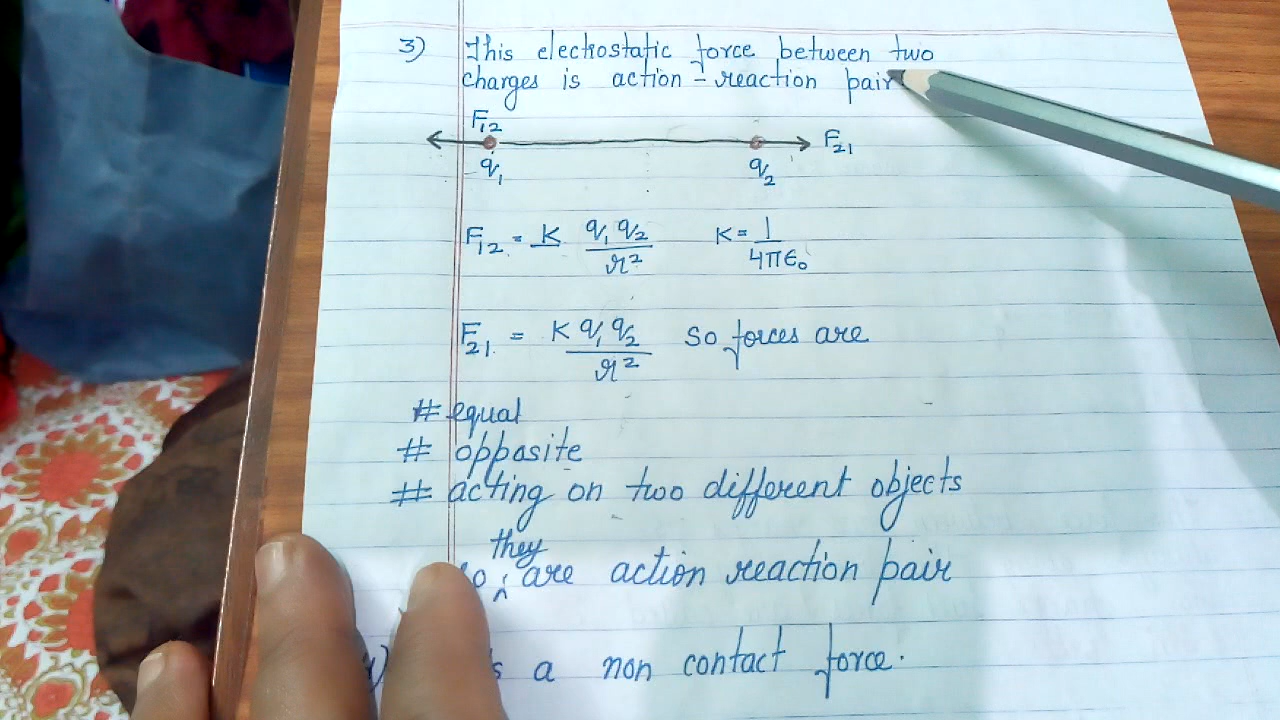 3) This electrostatic force between two
charges is action - reaction pair
F12
F21
q1
q2
F12 = K q1 q2 / r² K = 1 / 4πϵ0
F21 = K q1 q2 / r² So forces are
# equal
# opposite
# acting on two different objects
they
are action reaction pair
a non contact force.